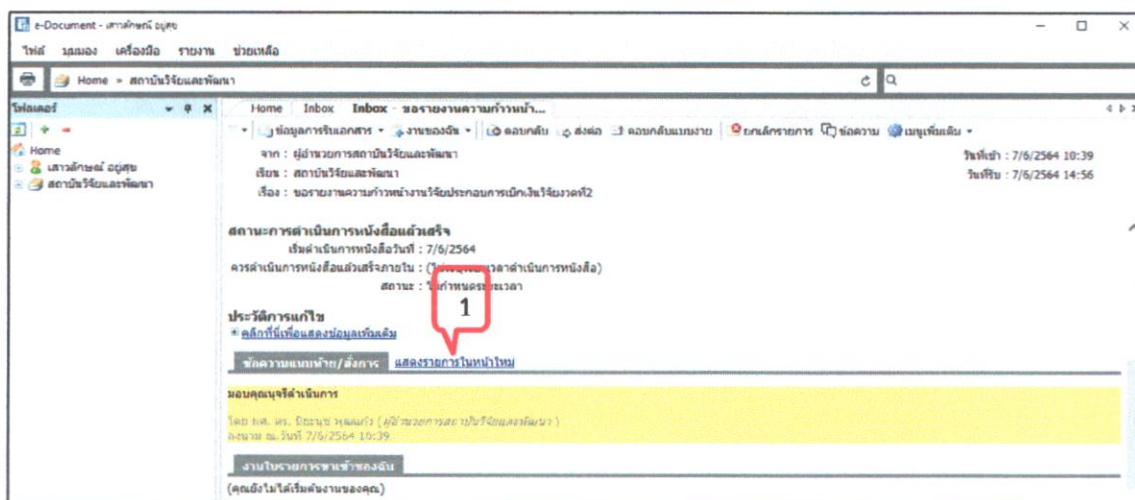 e-Document - เสาวลักษณ์ อยู่สุข
ไฟล์ มุมมอง เครื่องมือ รายงาน ช่วยเหลือ
Home » สถาบันวิจัยและพัฒนา
โฟลเดอร์
Home Inbox Inbox - ขอรายงานความก้าวหน้า...
ข้อมูลการรับเอกสาร งานของฉัน ตอบกลับ ส่งต่อ ตอบกลับแบบง่าย ยกเลิกรายการ ข้อความ เมนูเพิ่มเติม
Home
เสาวลักษณ์ อยู่สุข
สถาบันวิจัยและพัฒนา
จาก : ผู้อำนวยการสถาบันวิจัยและพัฒนา
วันที่เข้า : 7/6/2564 10:39
เรียน : สถาบันวิจัยและพัฒนา
วันที่รับ : 7/6/2564 14:56
เรื่อง : ขอรายงานความก้าวหน้างานวิจัยประกอบการเบิกเงินวิจัยงวดที่2
สถานะการดำเนินการหนังสือแล้วเสร็จ
เริ่มดำเนินการหนังสือวันที่ : 7/6/2564
ควรดำเนินการหนังสือแล้วเสร็จภายใน : เวลาดำเนินการหนังสือ)
สถานะ :
1
ประวัติการแก้ไข
คลิกที่นี่เพื่อแสดงข้อมูลเพิ่มเติม
ข้อความแนบท้าย/สั่งการ แสดงรายการในหน้าใหม่
มอบคุณนุจรีดำเนินการ
โดย ผศ. ดร. (ผู้อำนวยการสถาบันวิจัยและพัฒนา )
ลงนาม ณ.วันที่ 7/6/2564 10:39
งานใบรายการขาเข้าของฉัน
(คุณยังไม่ได้เริ่มต้นงานของคุณ)